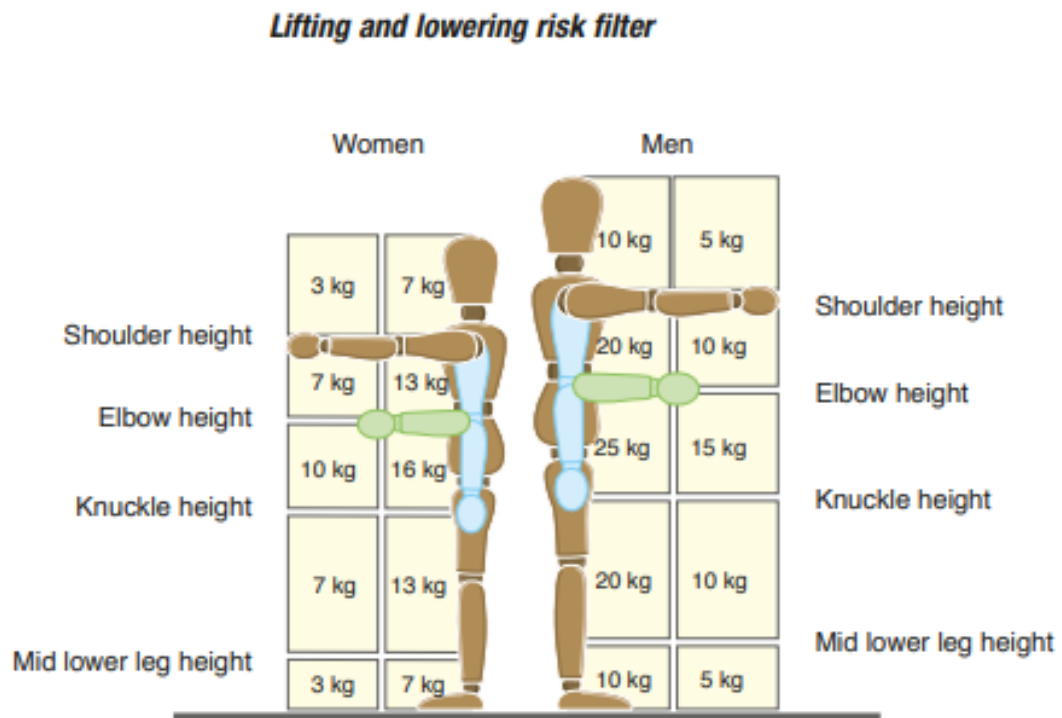 Lifting and lowering risk filter
Women
Men
10 kg
5 kg
3 kg
7 kg
Shoulder height
Shoulder height
20 kg
10 kg
7 kg
13 kg
Elbow height
Elbow height
25 kg
15 kg
10 kg
16 kg
Knuckle height
Knuckle height
7 kg
13 kg
20 kg
10 kg
Mid lower leg height
Mid lower leg height
3 kg
7 kg
10 kg
5 kg